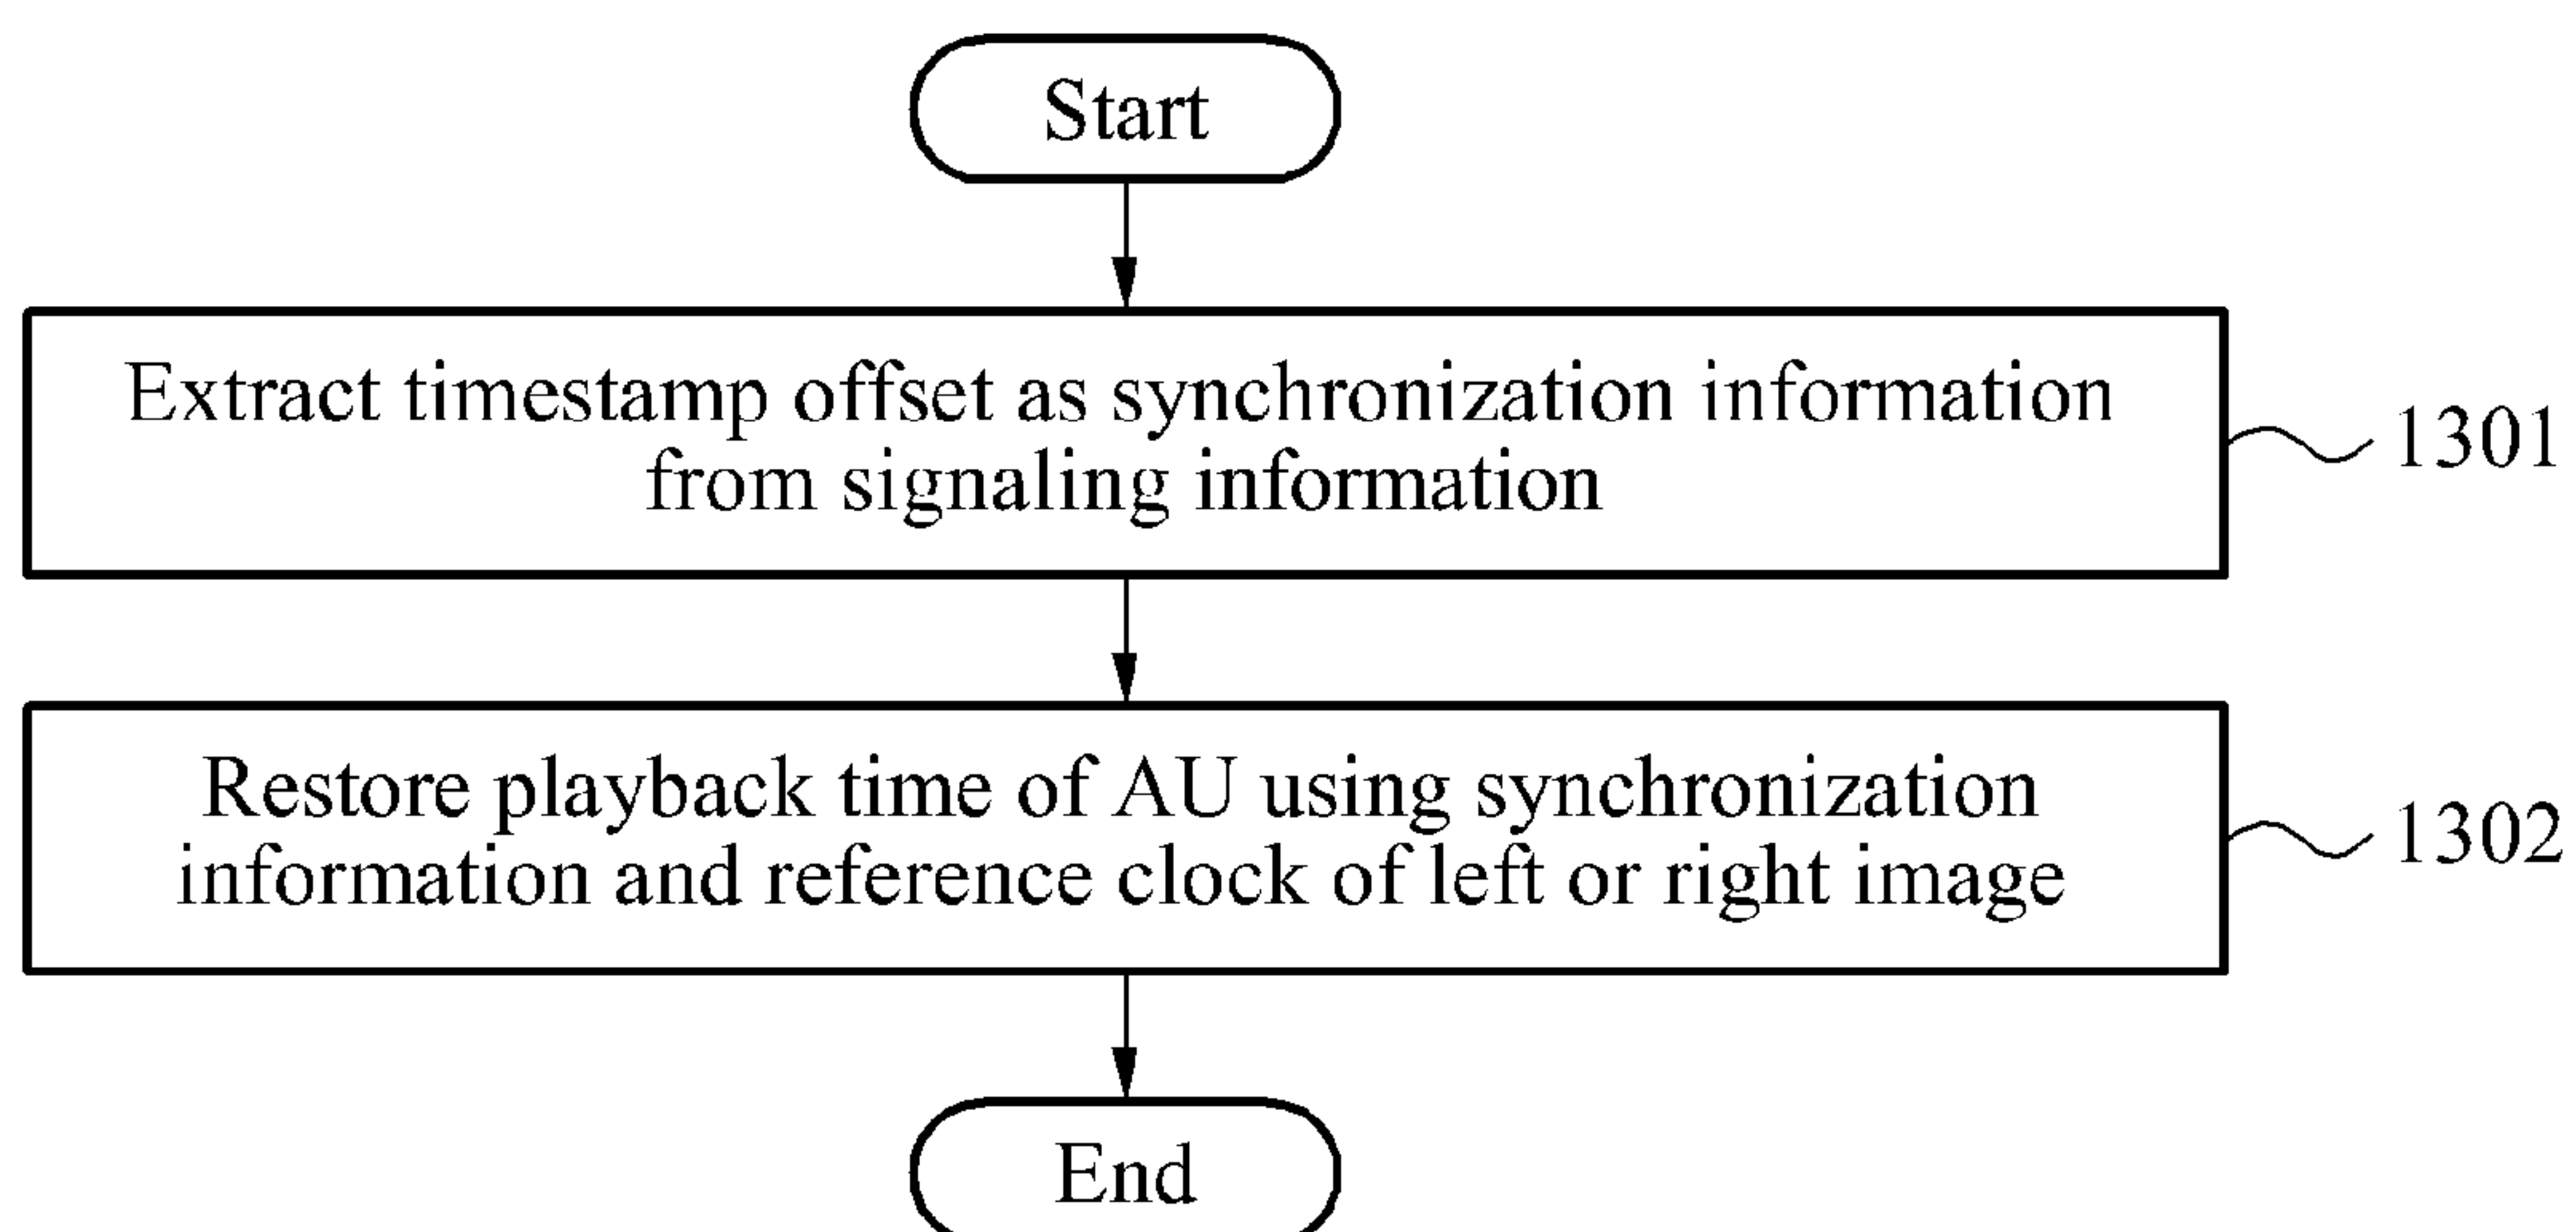 Start
Extract timestamp offset as synchronization information
from signaling information
1301
Restore playback time of AU using synchronization
information and reference clock of left or right image
1302
End